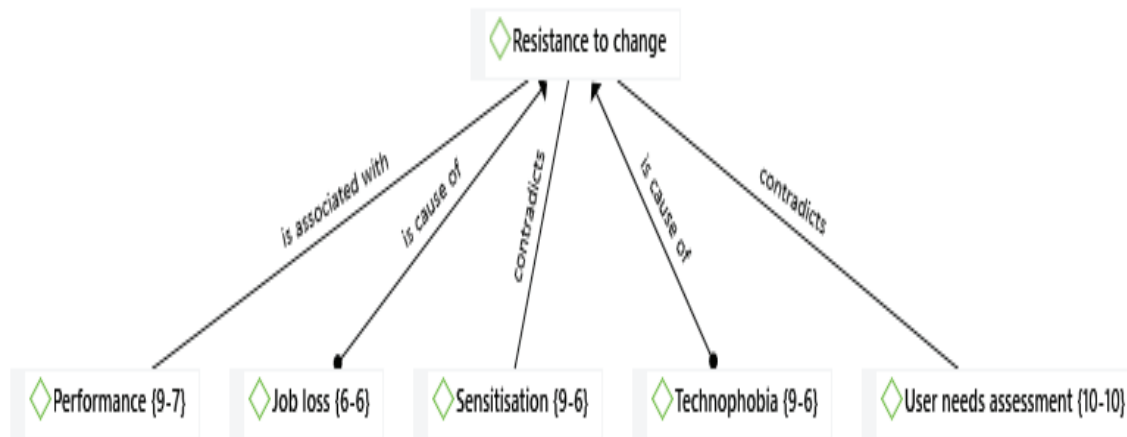 Resistance to change
is associated with
is cause of
contradicts
is cause of
contradicts
Performance {9-7}
Job loss {6-6}
Sensitisation {9-6}
Technophobia {9-6}
User needs assessment {10-10}